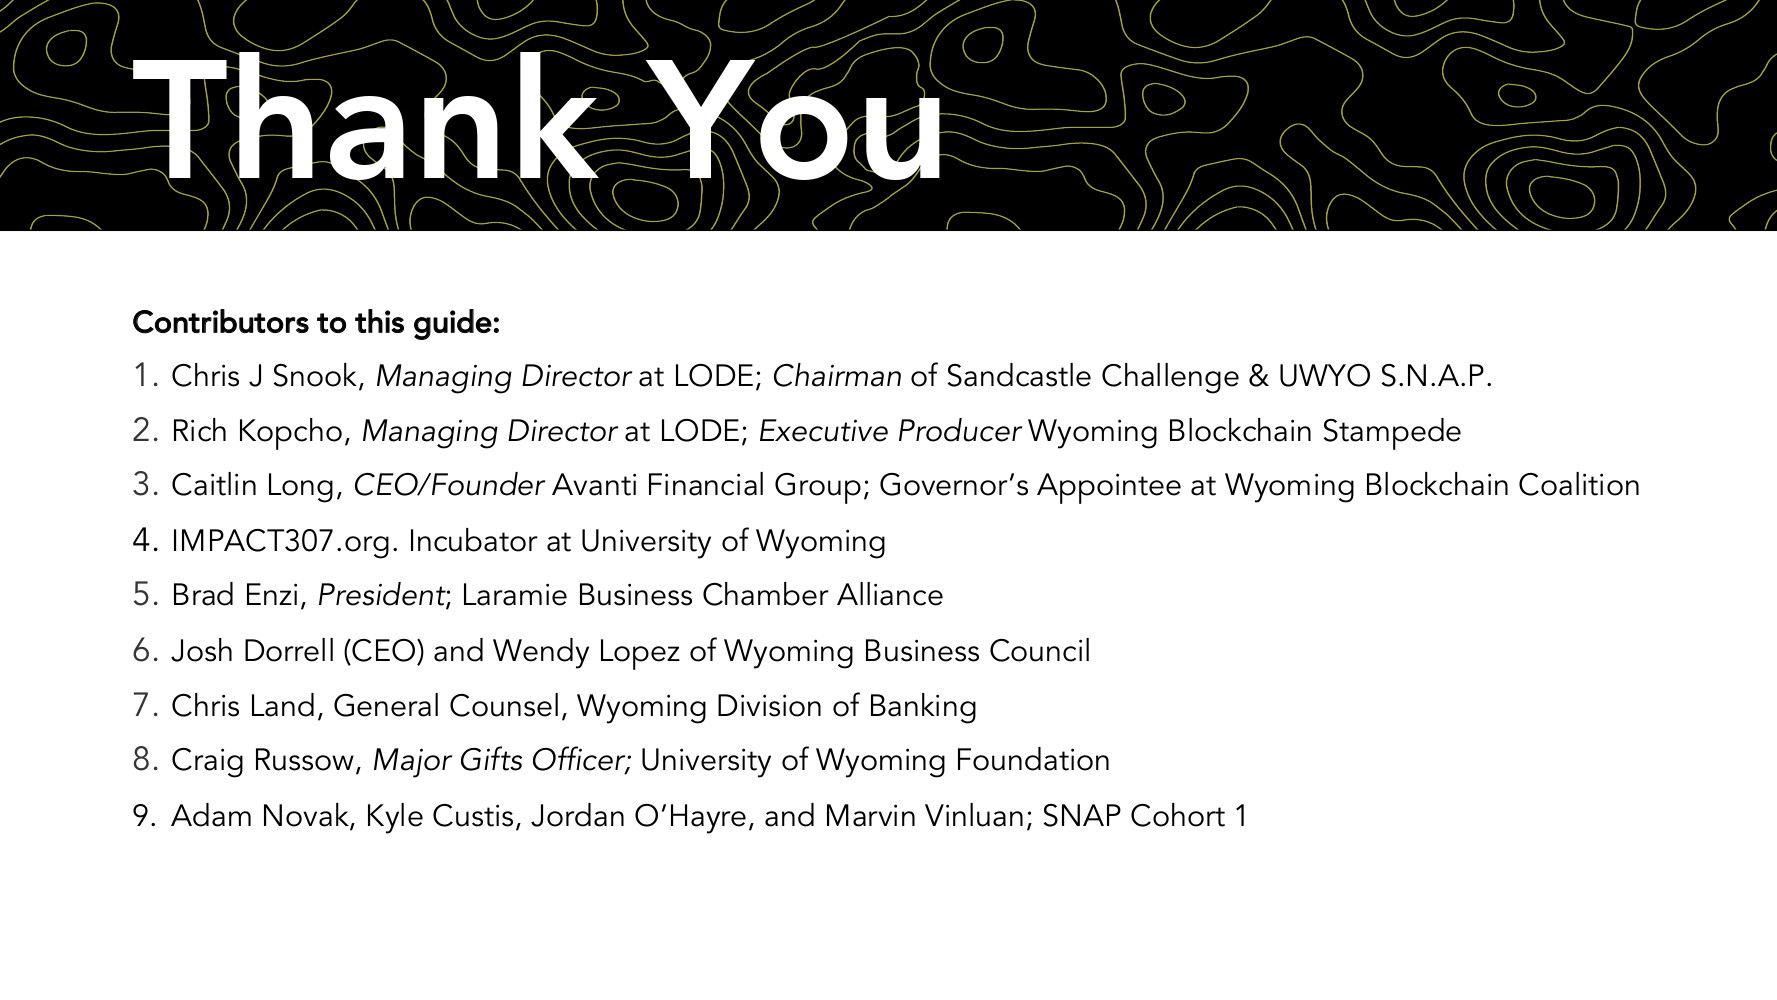 Thank You
Contributors to this guide:
1. Chris J Snook, Managing Director at LODE; Chairman of Sandcastle Challenge & UWYO S.N.A.P.
2. Rich Kopcho, Managing Director at LODE; Executive Producer Wyoming Blockchain Stampede
3. Caitlin Long, CEO/Founder Avanti Financial Group; Governor’s Appointee at Wyoming Blockchain Coalition
4. IMPACT307.org. Incubator at University of Wyoming
5. Brad Enzi, President; Laramie Business Chamber Alliance
6. Josh Dorrell (CEO) and Wendy Lopez of Wyoming Business Council
7. Chris Land, General Counsel, Wyoming Division of Banking
8. Craig Russow, Major Gifts Officer; University of Wyoming Foundation
9. Adam Novak, Kyle Custis, Jordan O’Hayre, and Marvin Vinluan; SNAP Cohort 1